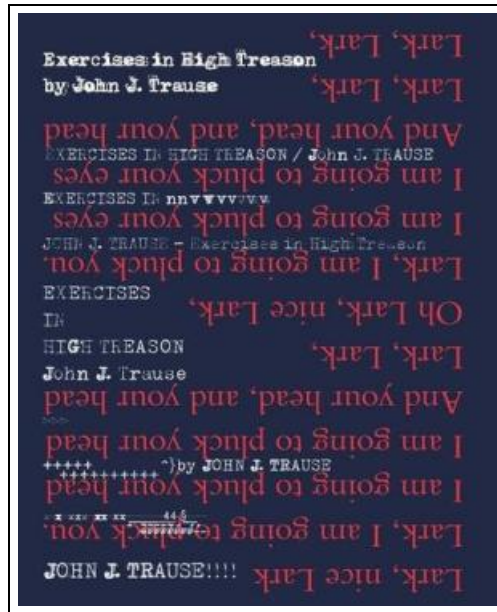 Exercises in High Treason
by John J. Trause
EXERCISES IN HIGH TREASON / John J. TRAUSE
EXERCISES IN nnvvvvvvv
JOHN J. TRAUSE - Exercises in High Treason
EXERCISES
IN
HIGH TREASON
John J. Trause
>>>>
+++++
++++++++++ ^)by JOHN J. TRAUSE
JOHN J. TRAUSE!!!!
Lark, nice Lark
Lark, I am going to pluck you.
I am going to pluck your head
I am going to pluck your head
And your head, and your head
Lark, Lark,
Oh Lark, nice Lark,
Lark, I am going to pluck you.
I am going to pluck your eyes
I am going to pluck your eyes
And your head, and your head
Lark, Lark,
Lark, Lark,